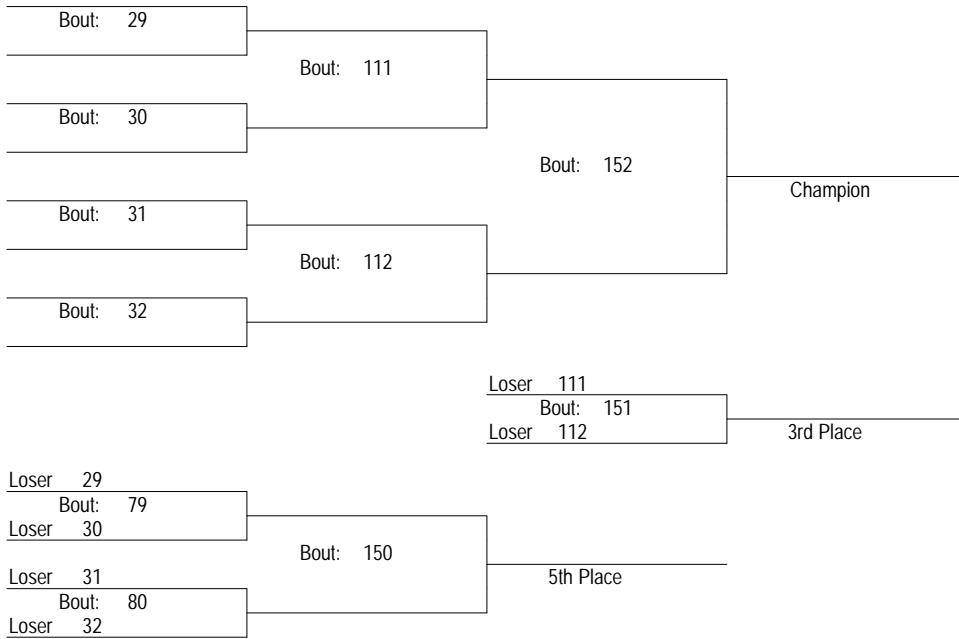 Bout: 29
Bout: 111
Bout: 30
Bout: 152
Champion
Bout: 31
Bout: 112
Bout: 32
Loser 111
Bout: 151
Loser 112
3rd Place
Loser 29
Bout: 79
Loser 30
Bout: 150
Loser 31
5th Place
Bout: 80
Loser 32